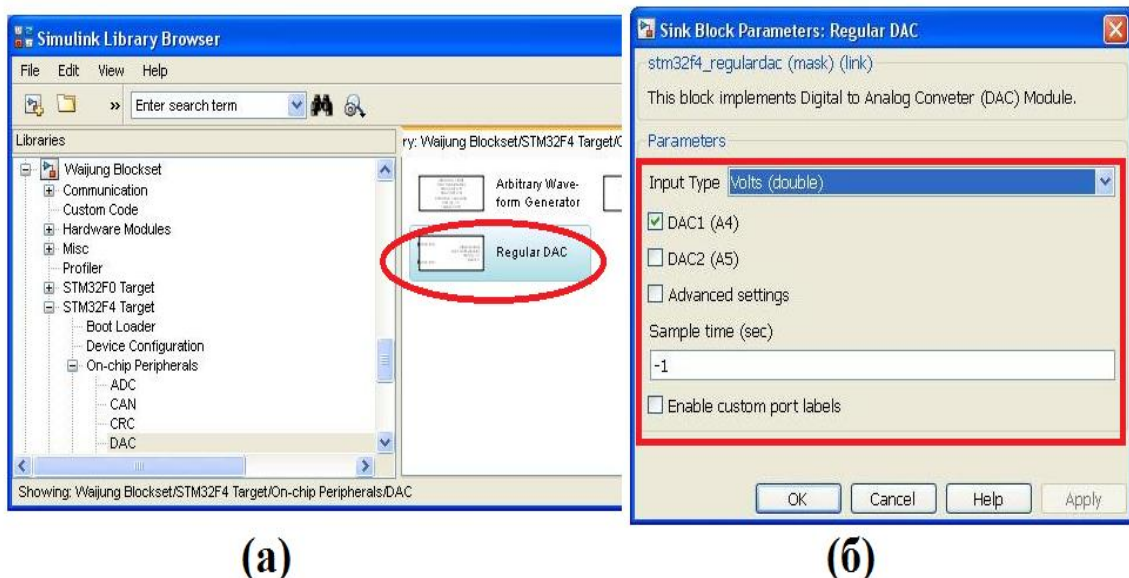 Simulink Library Browser
File Edit View Help
» Enter search term
Libraries
Waijung Blockset
Communication
Custom Code
Hardware Modules
Misc
Profiler
STM32F0 Target
STM32F4 Target
Boot Loader
Device Configuration
On-chip Peripherals
ADC
CAN
CRC
DAC
ry: Waijung Blockset/STM32F4 Target/O
Arbitrary Wave-
form Generator
Regular DAC
Showing: Waijung Blockset/STM32F4 Target/On-chip Peripherals/DAC
(а)
Sink Block Parameters: Regular DAC
stm32f4_regulardac (mask) (link)
This block implements Digital to Analog Conveter (DAC) Module.
Parameters
Input Type Volts (double)
DAC1 (A4)
DAC2 (A5)
Advanced settings
Sample time (sec)
-1
Enable custom port labels
OK Cancel Help Apply
(б)